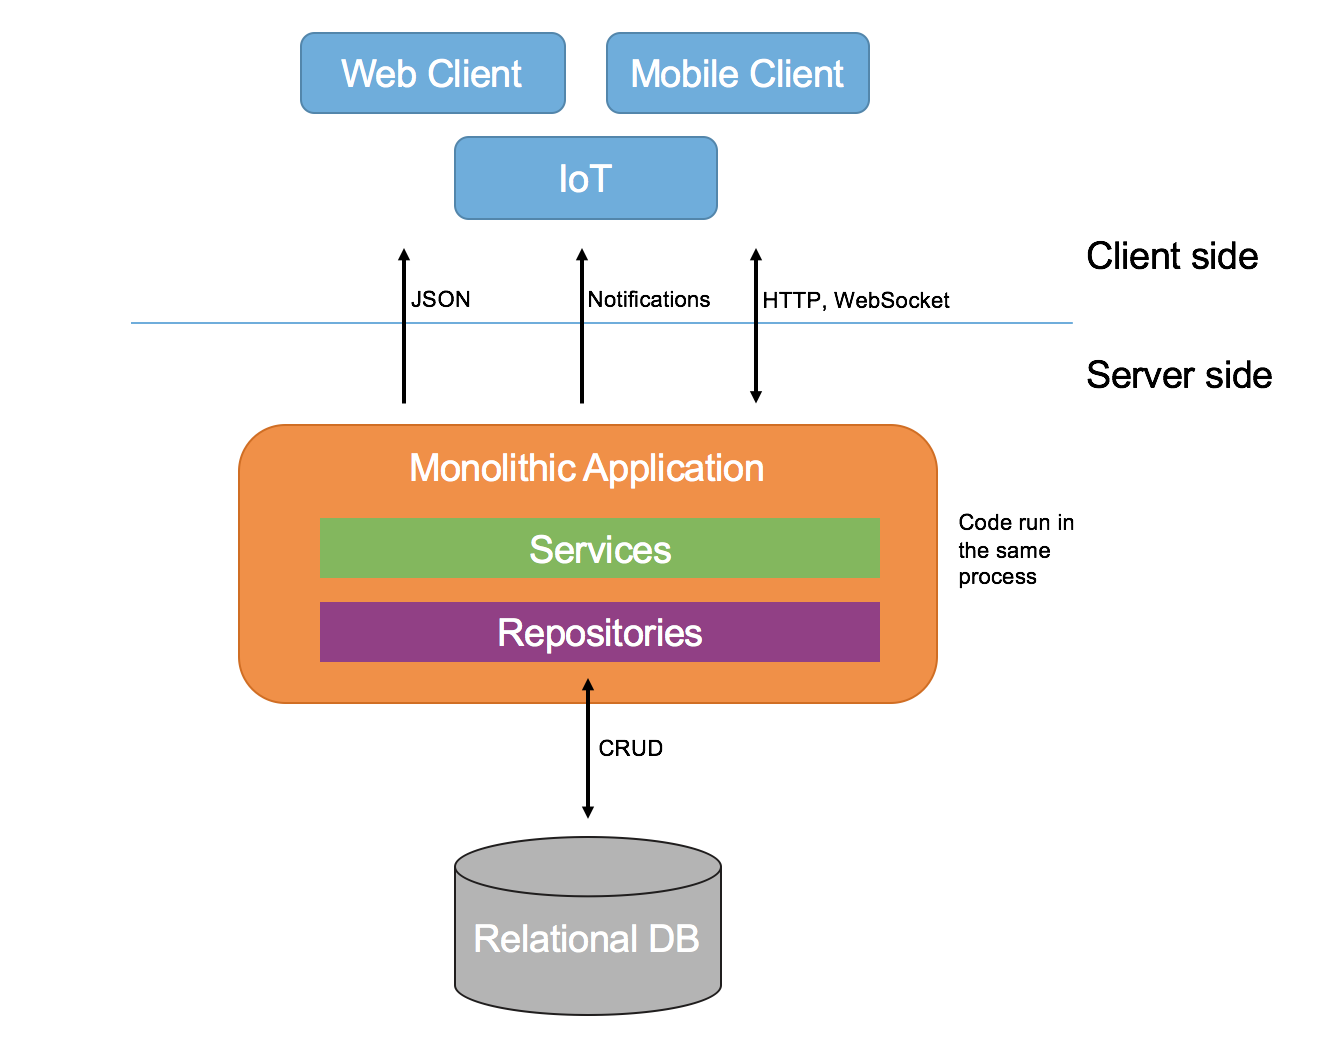 Web Client
Mobile Client
IoT
Client side
JSON
Notifications
HTTP, WebSocket
Server side
Monolithic Application
Services
Repositories
Code run in
the same
process
CRUD
Relational DB